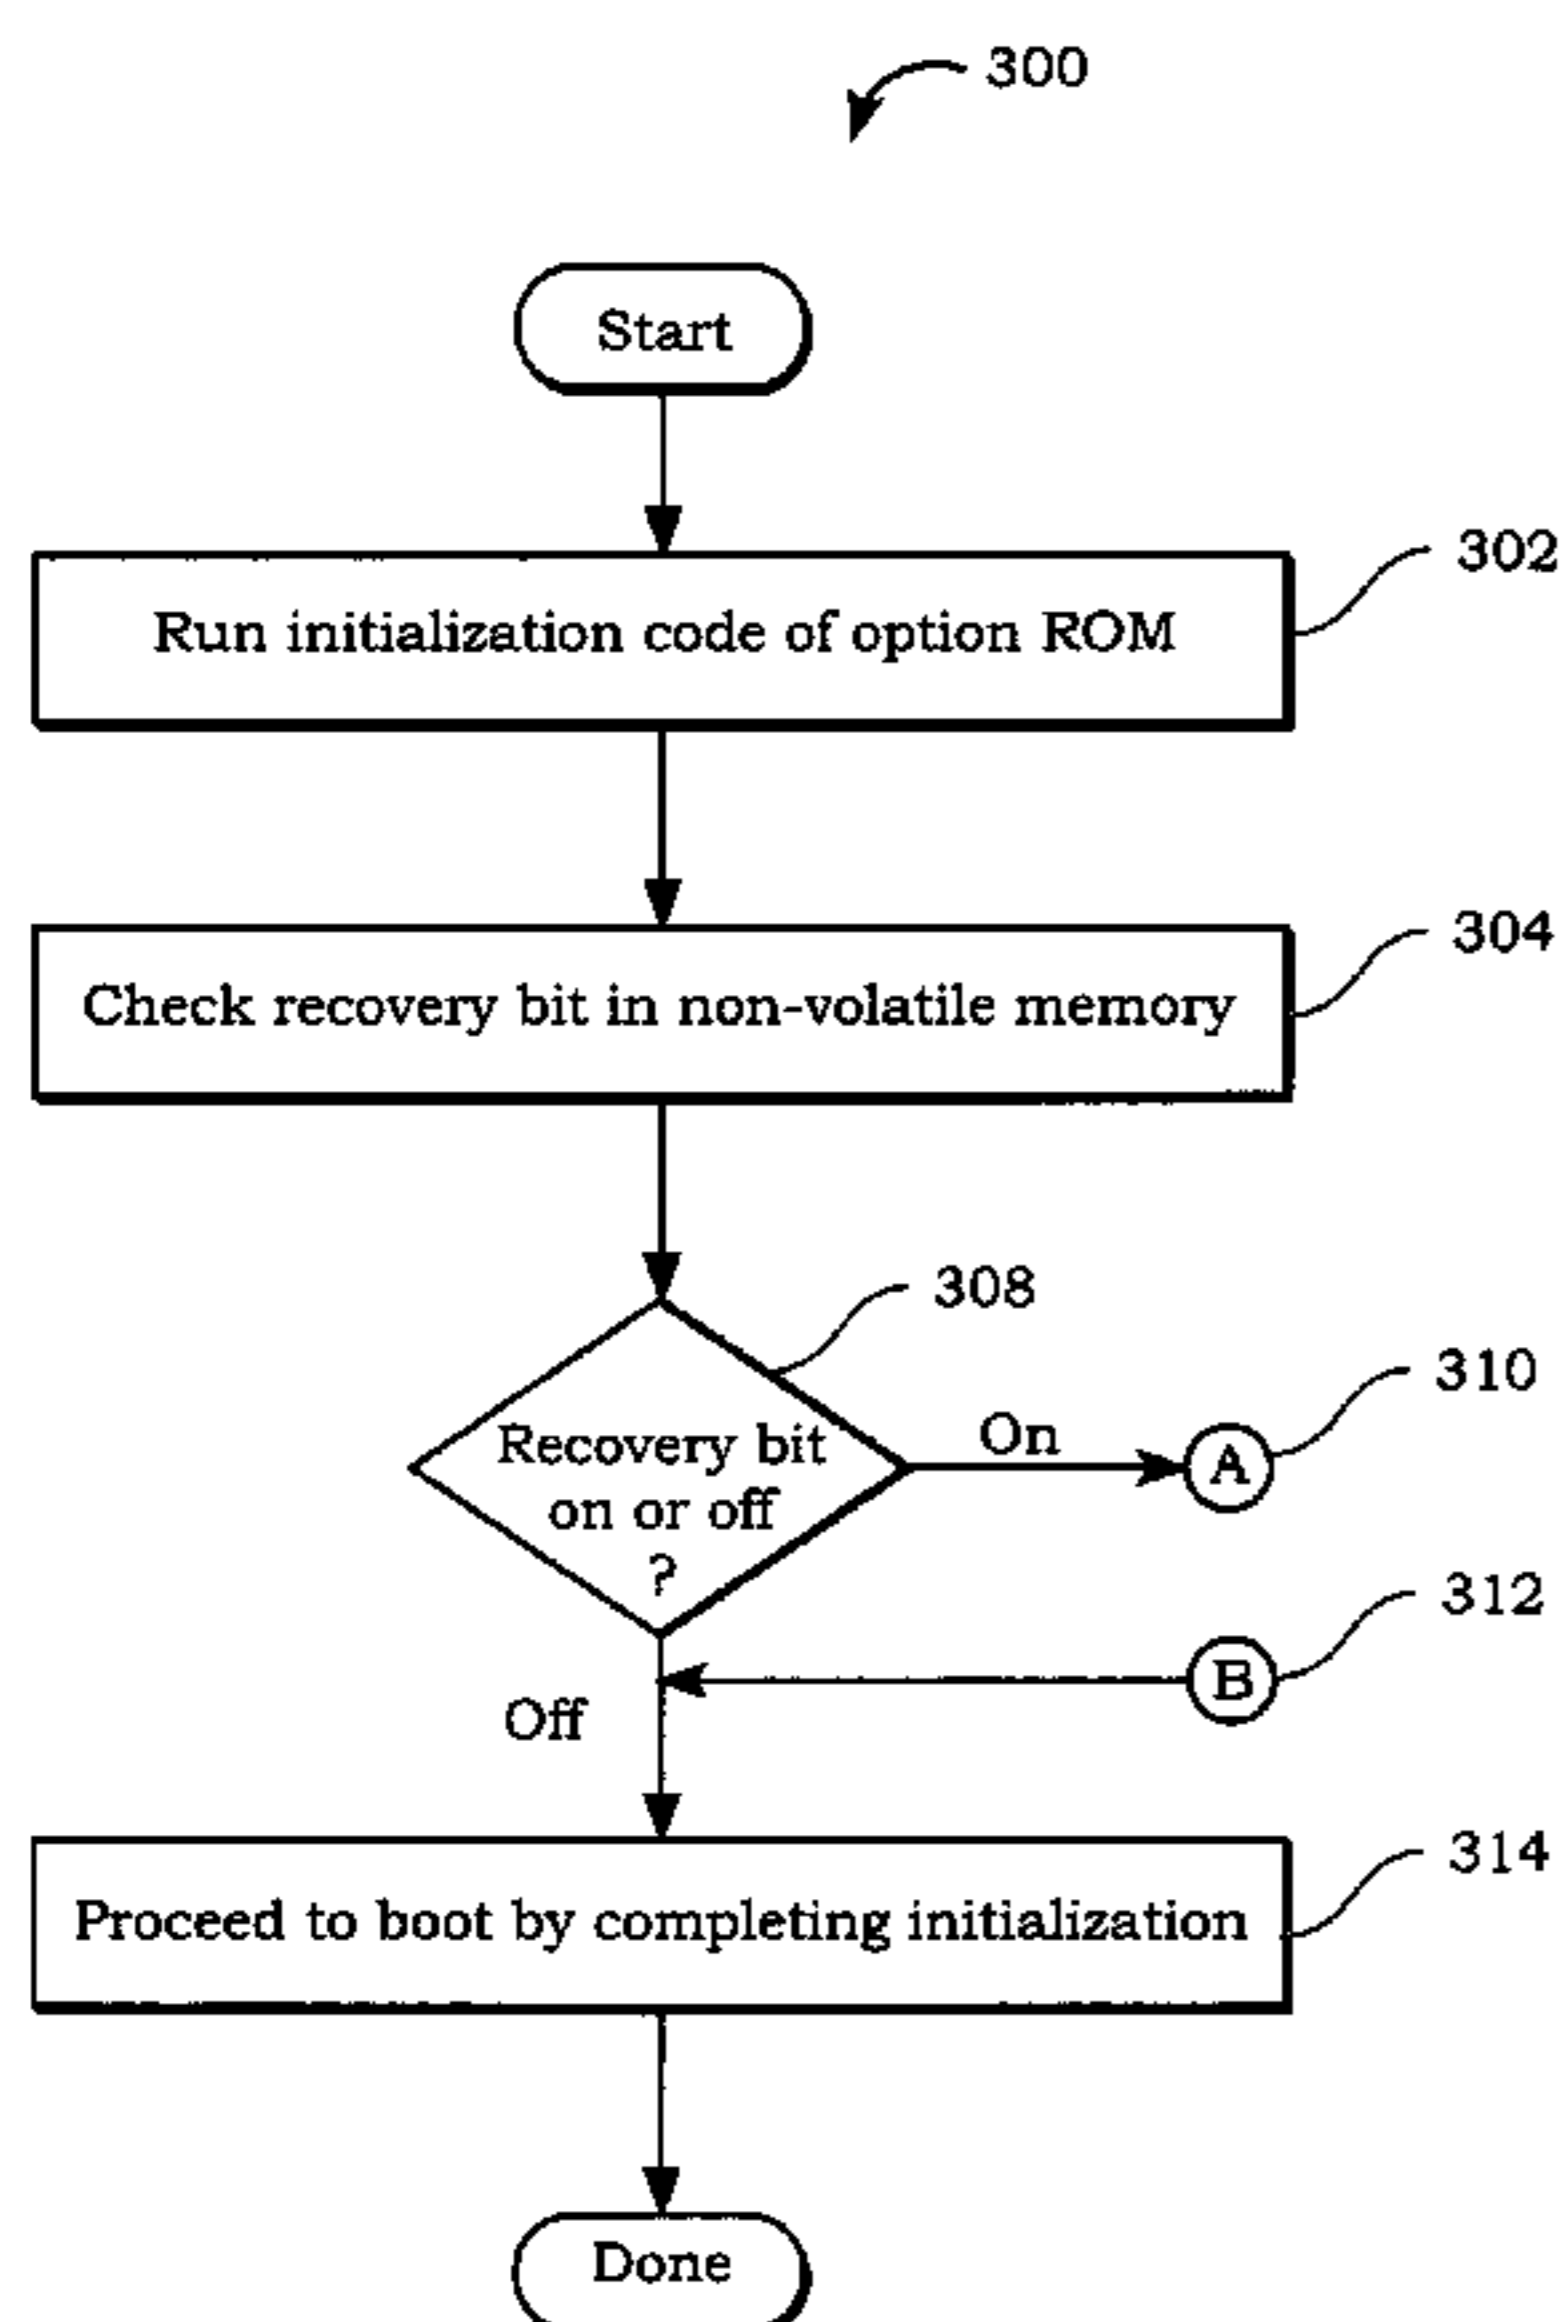 300
Start
302
Run initialization code of option ROM
304
Check recovery bit in non-volatile memory
308
310
Recovery bit
on or off
?
On
A
312
B
Off
314
Proceed to boot by completing initialization
Done